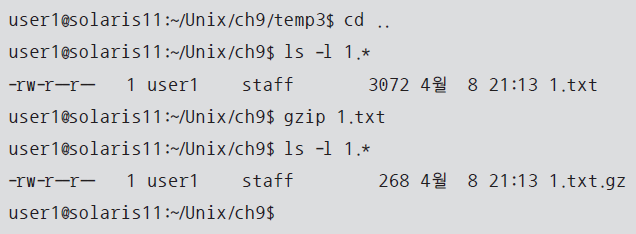 user1@solaris11:~/Unix/ch9/temp3$ cd ..
user1@solaris11:~/Unix/ch9$ ls -l 1.*
-rw-r--r-- 1 user1 staff 3072 4월 8 21:13 1.txt
user1@solaris11:~/Unix/ch9$ gzip 1.txt
user1@solaris11:~/Unix/ch9$ ls -l 1.*
-rw-r--r-- 1 user1 staff 268 4월 8 21:13 1.txt.gz
user1@solaris11:~/Unix/ch9$